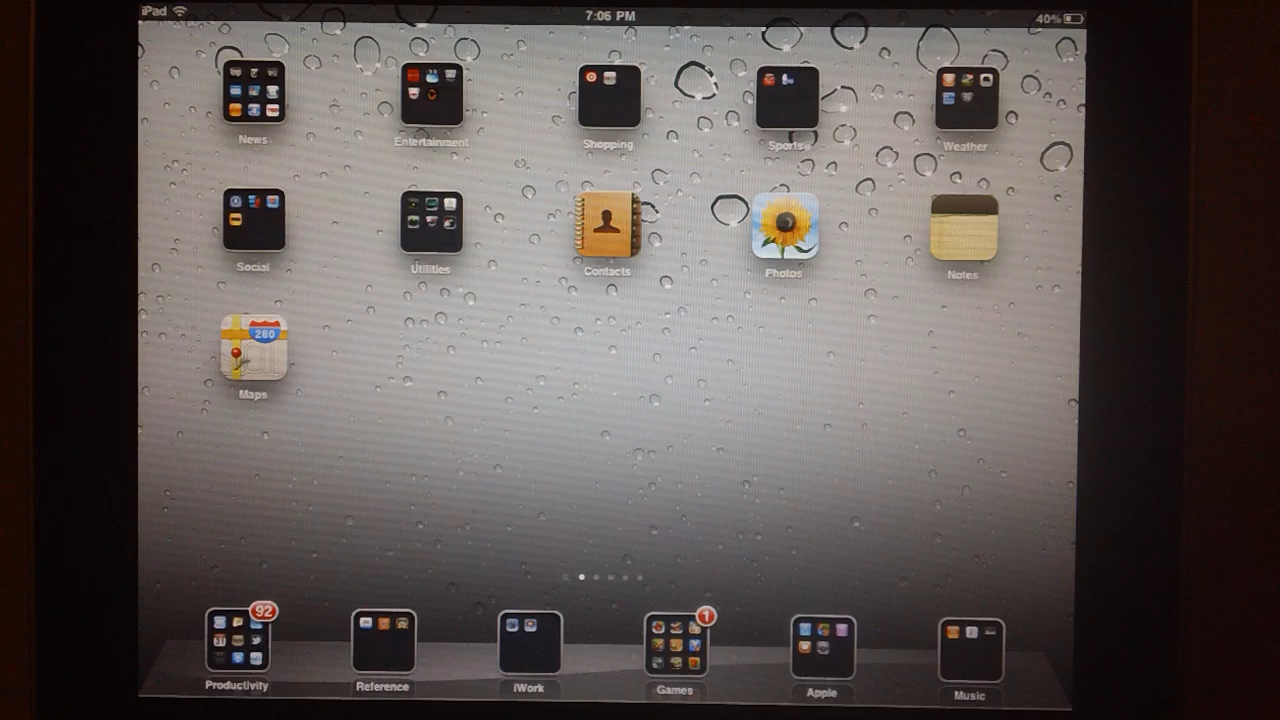 iPad 7:06 PM 40%
News Entertainment Shopping Sports Weather
Social Utilities Contacts Photos Notes
280
Maps
92 1
31
Productivity Reference iWork Games Apple Music